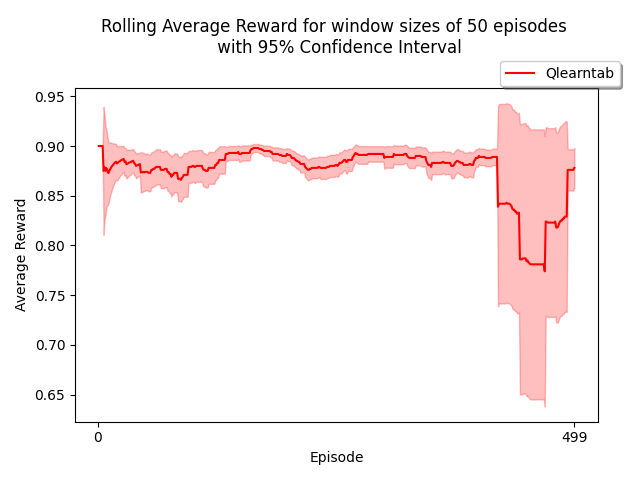 Rolling Average Reward for window sizes of 50 episodes
with 95% Confidence Interval
Qlearntab
0.95
0.90
0.85
0.80
0.75
0.70
0.65
Average Reward
0
499
Episode